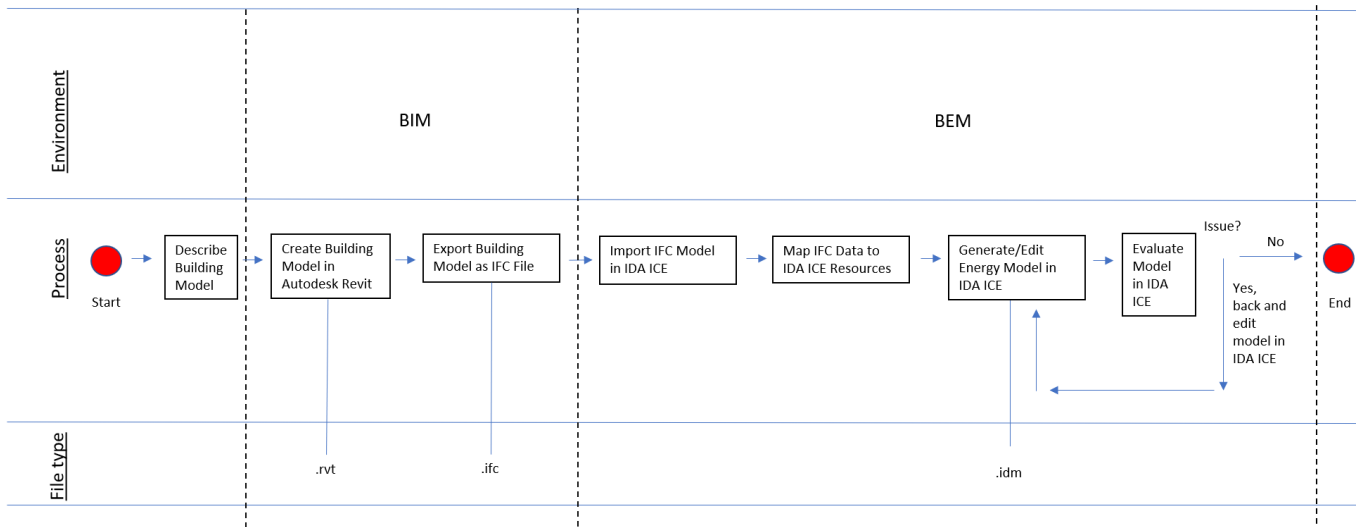 Environment
BIM
BEM
Process
Start
Describe
Building
Model
Create Building
Model in
Autodesk Revit
Export Building
Model as IFC File
Import IFC Model
in IDA ICE
Map IFC Data to
IDA ICE Resources
Generate/Edit
Energy Model in
IDA ICE
Evaluate
Model
in IDA
ICE
Issue?
No
Yes,
back and
edit
model in
IDA ICE
End
File type
.rvt
.ifc
.idm